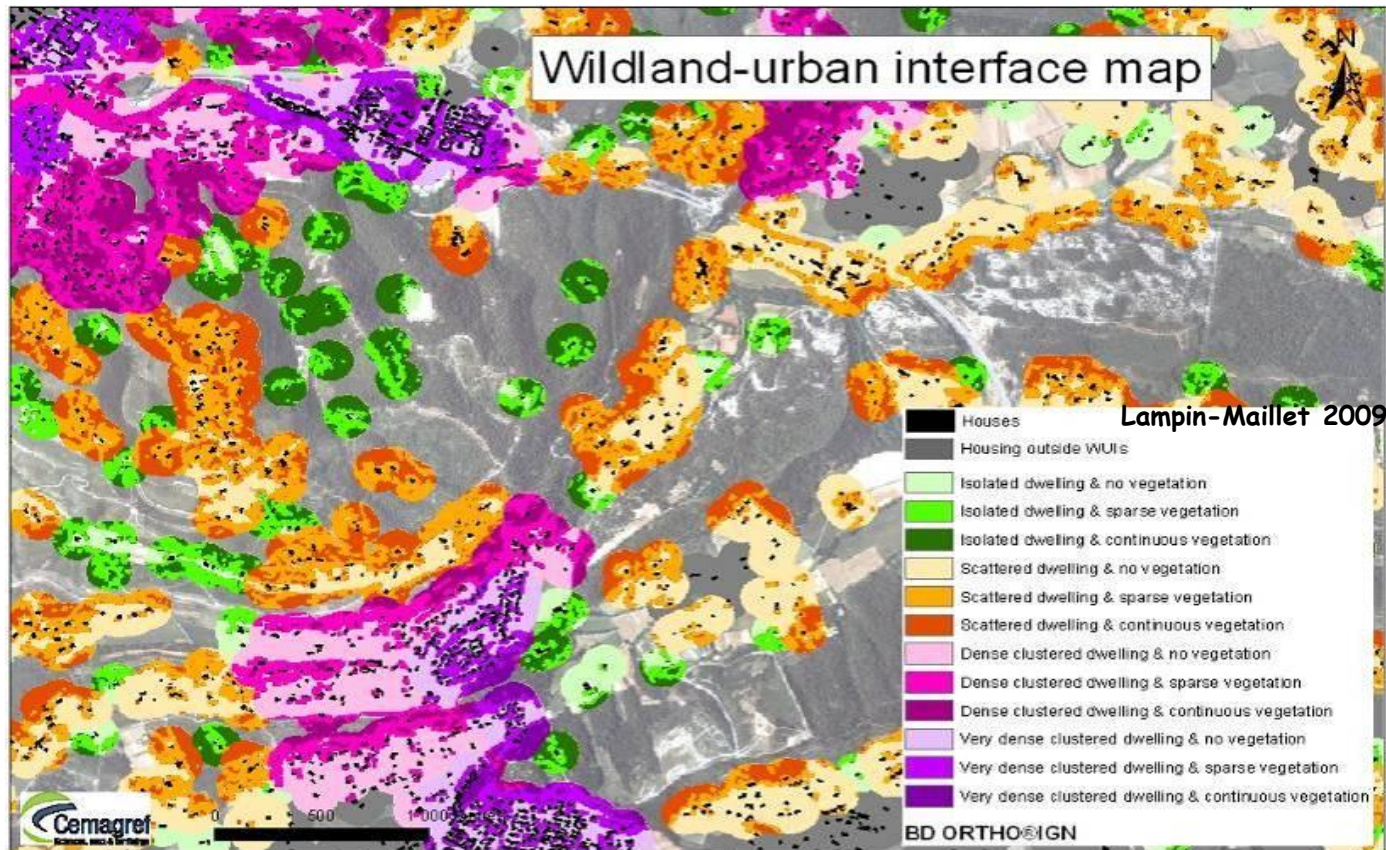 Wildland-urban interface map
N
Lampin-Maillet 2009
Houses
Housing outside WUIs
Isolated dwelling & no vegetation
Isolated dwelling & sparse vegetation
Isolated dwelling & continuous vegetation
Scattered dwelling & no vegetation
Scattered dwelling & sparse vegetation
Scattered dwelling & continuous vegetation
Dense clustered dwelling & no vegetation
Dense clustered dwelling & sparse vegetation
Dense clustered dwelling & continuous vegetation
Very dense clustered dwelling & no vegetation
Very dense clustered dwelling & sparse vegetation
Very dense clustered dwelling & continuous vegetation
BD ORTHO®IGN
Cemagref
0 500 1 000